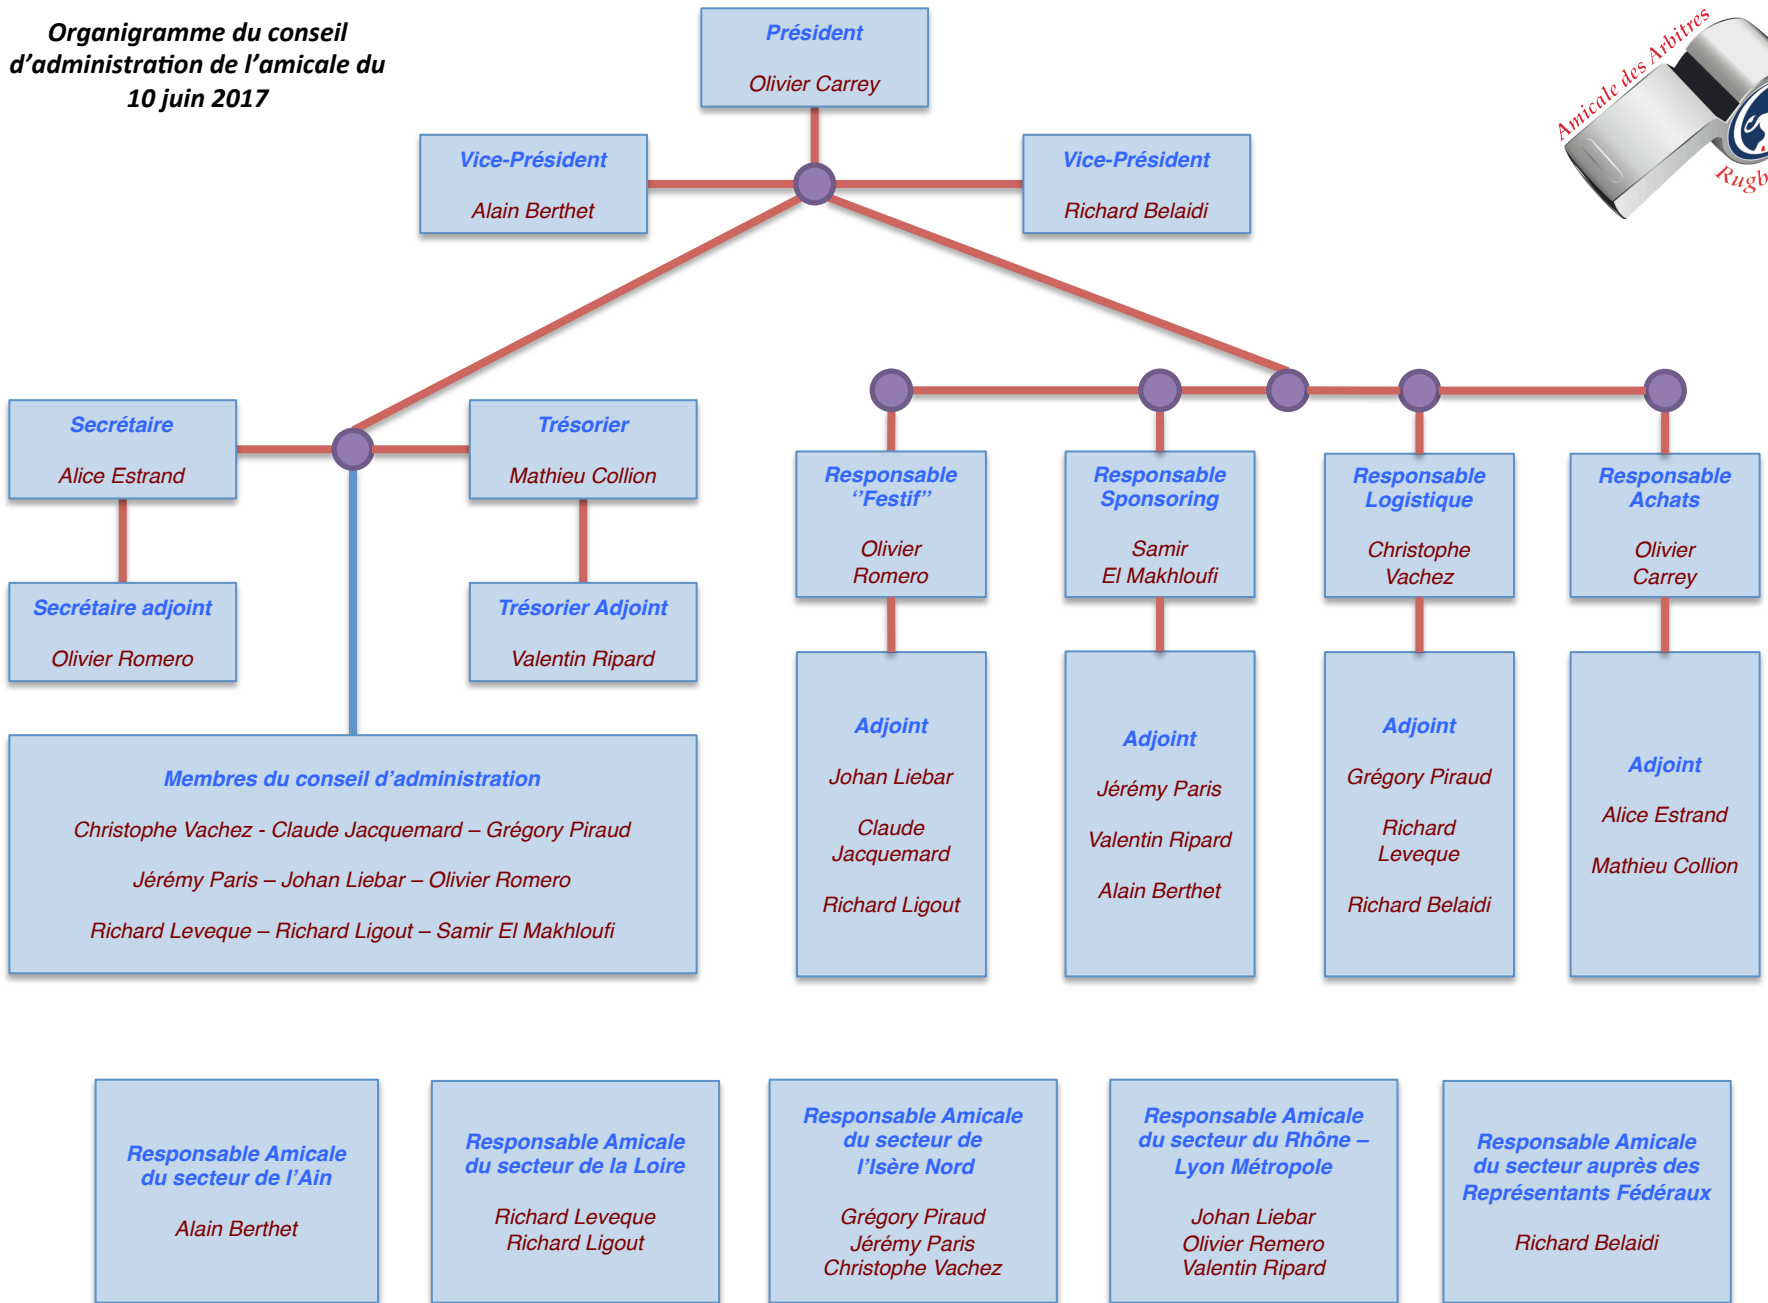 Organigramme du conseil
d'administration de l'amicale du
10 juin 2017
Président
Olivier Carrey
Amicale des Arbitres
Vice-Président
Alain Berthet
Vice-Président
Richard Belaidi
Secrétaire
Alice Estrand
Trésorier
Mathieu Collion
Secrétaire adjoint
Olivier Romero
Trésorier Adjoint
Valentin Ripard
Membres du conseil d'administration
Christophe Vachez - Claude Jacquemard – Grégory Piraud
Jérémy Paris – Johan Liebar – Olivier Romero
Richard Leveque – Richard Ligout – Samir El Makhloufi
Responsable
‘’Festif’’
Olivier
Romero
Adjoint
Johan Liebar
Claude
Jacquemard
Richard Ligout
Responsable
Sponsoring
Samir
El Makhloufi
Adjoint
Jérémy Paris
Valentin Ripard
Alain Berthet
Responsable
Logistique
Christophe
Vachez
Adjoint
Grégory Piraud
Richard
Leveque
Richard Belaidi
Responsable
Achats
Olivier
Carrey
Adjoint
Alice Estrand
Mathieu Collion
Responsable Amicale
du secteur de l'Ain
Alain Berthet
Responsable Amicale
du secteur de la Loire
Richard Leveque
Richard Ligout
Responsable Amicale
du secteur de
l'Isère Nord
Grégory Piraud
Jérémy Paris
Christophe Vachez
Responsable Amicale
du secteur du Rhône –
Lyon Métropole
Johan Liebar
Olivier Remero
Valentin Ripard
Responsable Amicale
du secteur auprès des
Représentants Fédéraux
Richard Belaidi